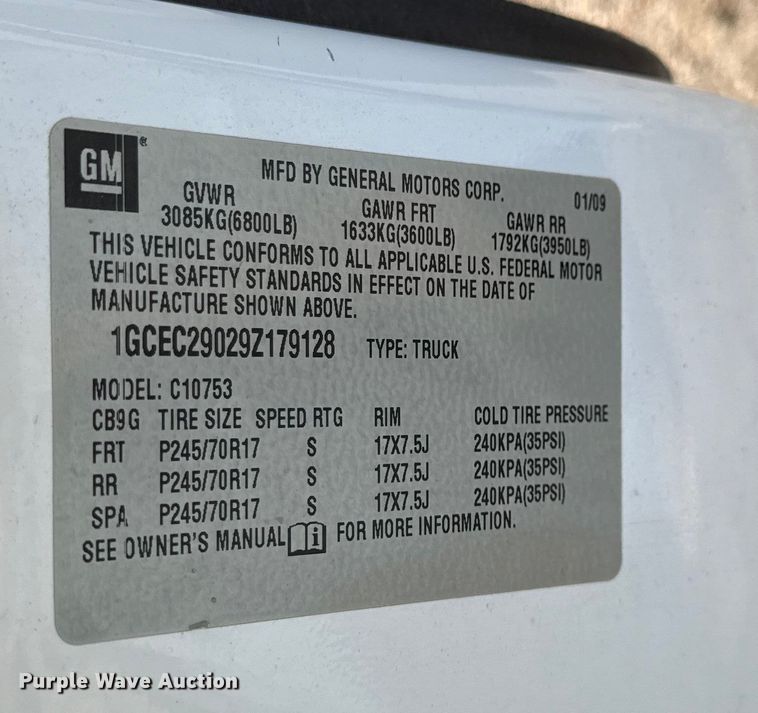 GM®
MFD BY GENERAL MOTORS CORP. 01/09
GVWR GAWR FRT GAWR RR
3085KG(6800LB) 1633KG(3600LB) 1792KG(3950LB)
THIS VEHICLE CONFORMS TO ALL APPLICABLE U.S. FEDERAL MOTOR
VEHICLE SAFETY STANDARDS IN EFFECT ON THE DATE OF
MANUFACTURE SHOWN ABOVE.
1GCEC29029Z179128 TYPE: TRUCK
MODEL: C10753
CB9G TIRE SIZE SPEED RTG RIM COLD TIRE PRESSURE
FRT P245/70R17 S 17X7.5J 240KPA(35PSI)
RR P245/70R17 S 17X7.5J 240KPA(35PSI)
SPA P245/70R17 S 17X7.5J 240KPA(35PSI)
SEE OWNER'S MANUAL i FOR MORE INFORMATION.
Purple Wave Auction